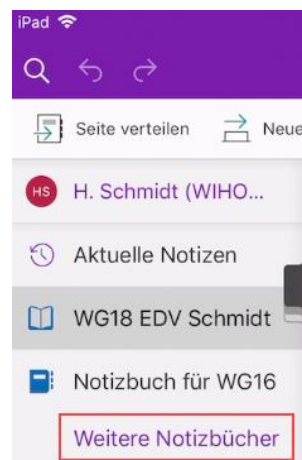 iPad
Seite verteilen Neue
HS H. Schmidt (WIHO...
Aktuelle Notizen
WG18 EDV Schmidt
Notizbuch für WG16
Weitere Notizbücher